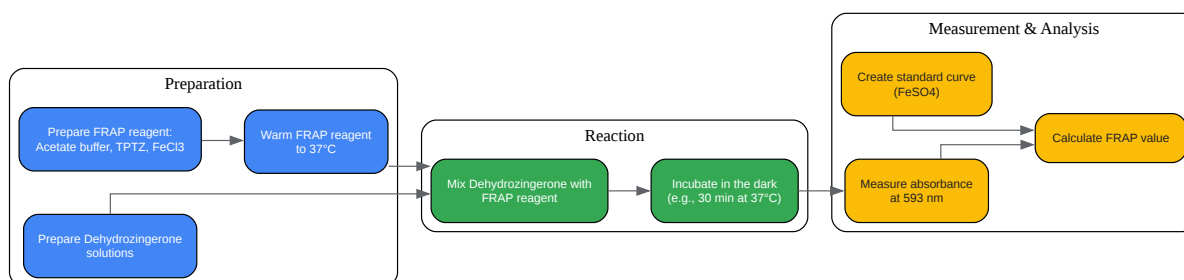 Preparation
Prepare FRAP reagent:
Acetate buffer, TPTZ, FeCl3
Warm FRAP reagent
to 37°C
Prepare Dehydrozingerone
solutions
Reaction
Mix Dehydrozingerone with
FRAP reagent
Incubate in the dark
(e.g., 30 min at 37°C)
Measurement & Analysis
Create standard curve
(FeSO4)
Measure absorbance
at 593 nm
Calculate FRAP value